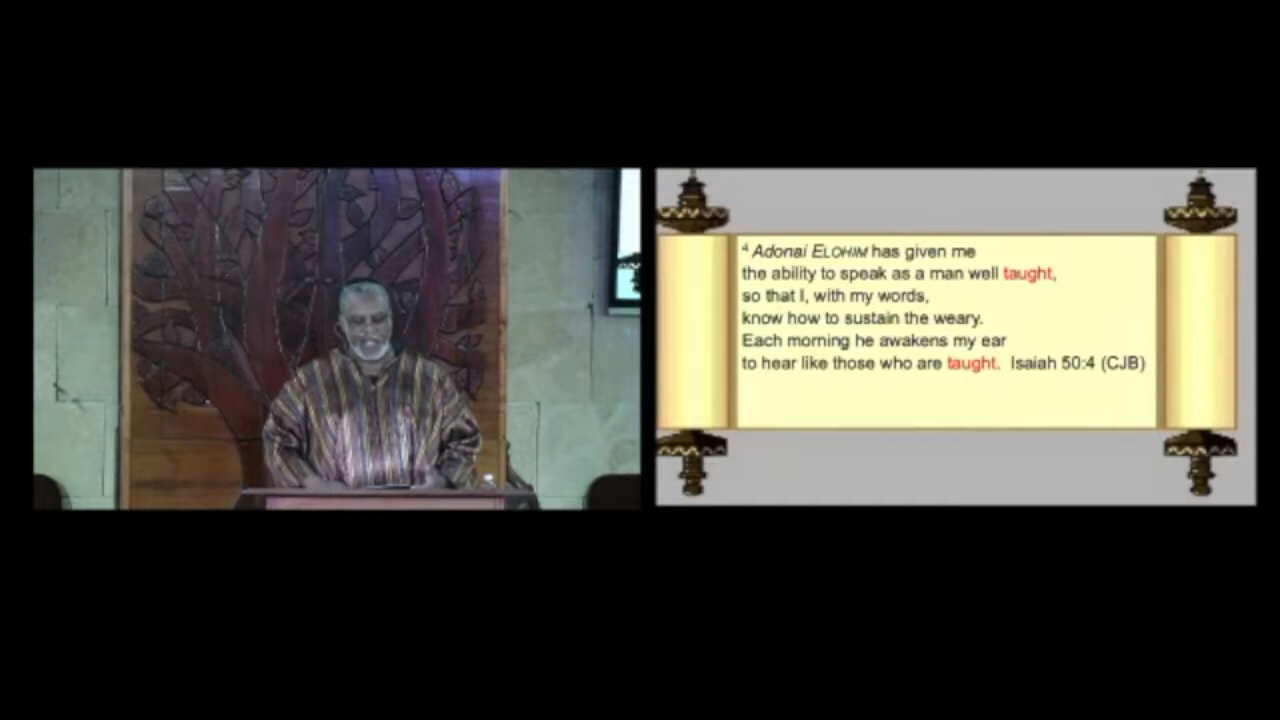 ⁴ Adonai ELOHIM has given me
the ability to speak as a man well taught,
so that I, with my words,
know how to sustain the weary.
Each morning he awakens my ear
to hear like those who are taught. Isaiah 50:4 (CJB)